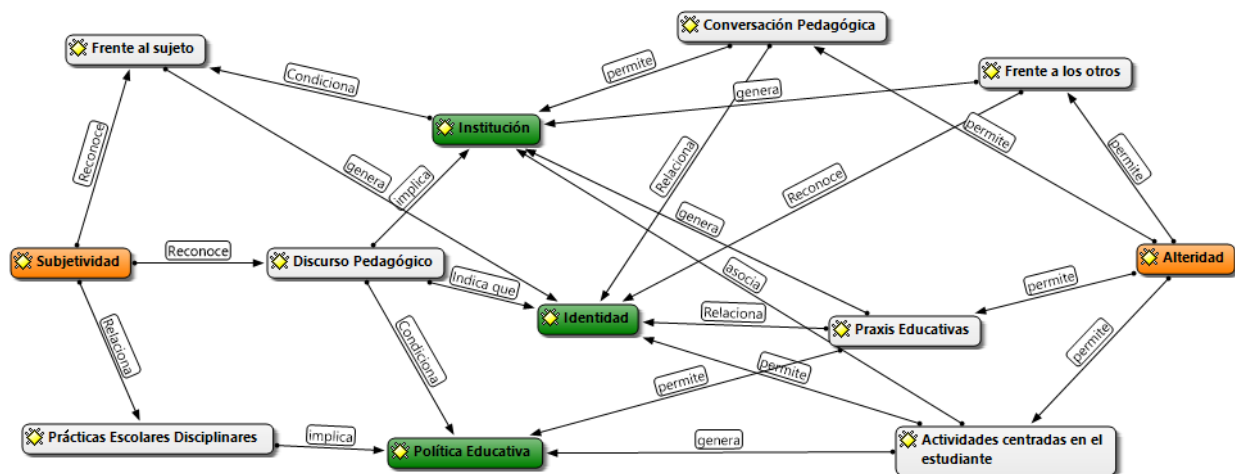 Conversación Pedagógica
Frente al sujeto
Condiciona
permite
Frente a los otros
genera
Institución
permite
permite
Reconoce
genera
implica
Relaciona
Reconoce
genera
Subjetividad
Reconoce
Discurso Pedagógico
asocia
Alteridad
Indica que
permite
Identidad
Relaciona
Praxis Educativas
Relaciona
Condiciona
permite
permite
permite
Prácticas Escolares Disciplinares
implica
Política Educativa
genera
Actividades centradas en el
estudiante